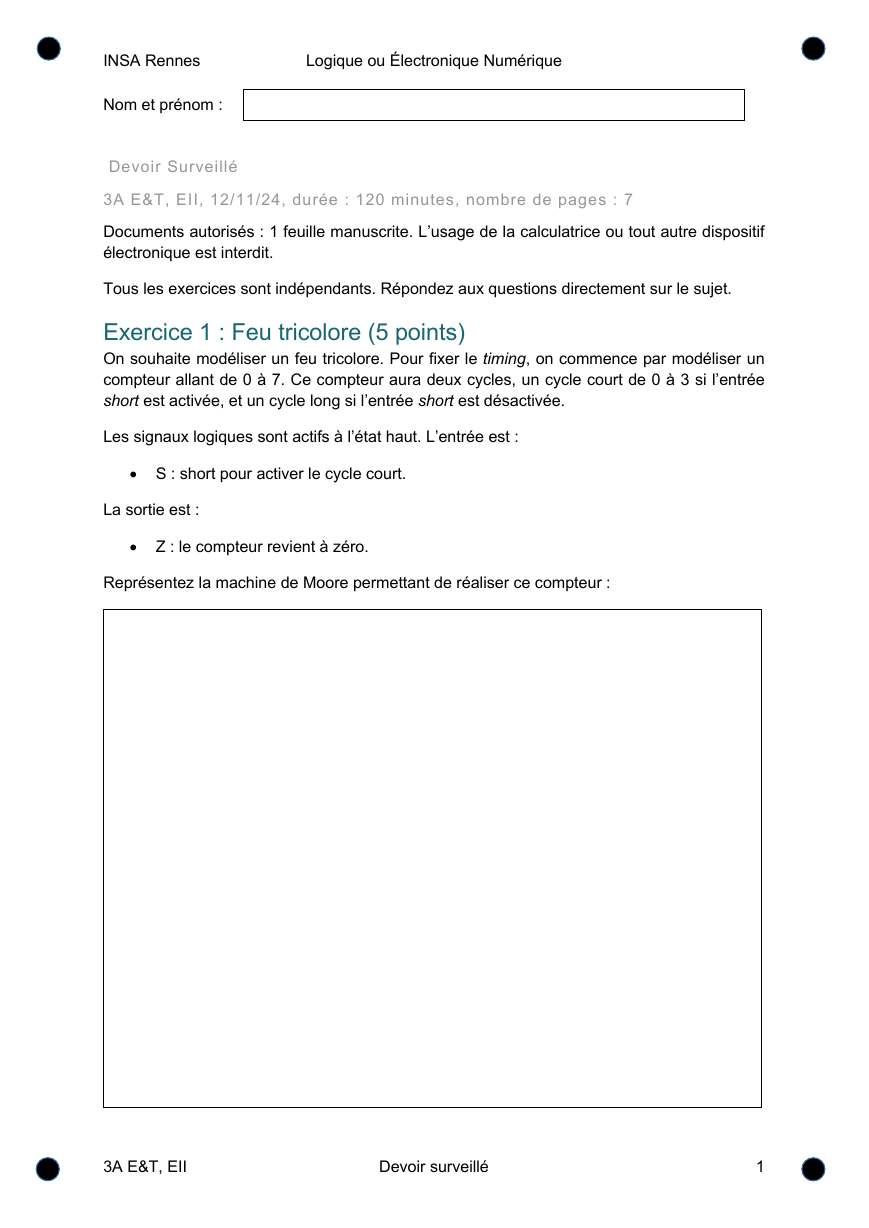 INSA Rennes Logique ou Électronique Numérique
Nom et prénom :
Devoir Surveillé
3A E&T, EII, 12/11/24, durée : 120 minutes, nombre de pages : 7
Documents autorisés : 1 feuille manuscrite. L’usage de la calculatrice ou tout autre dispositif
électronique est interdit.
Tous les exercices sont indépendants. Répondez aux questions directement sur le sujet.
Exercice 1 : Feu tricolore (5 points)
On souhaite modéliser un feu tricolore. Pour fixer le timing, on commence par modéliser un
compteur allant de 0 à 7. Ce compteur aura deux cycles, un cycle court de 0 à 3 si l’entrée
short est activée, et un cycle long si l’entrée short est désactivée.
Les signaux logiques sont actifs à l’état haut. L’entrée est :
• S : short pour activer le cycle court.
La sortie est :
• Z : le compteur revient à zéro.
Représentez la machine de Moore permettant de réaliser ce compteur :
3A E&T, EII Devoir surveillé 1